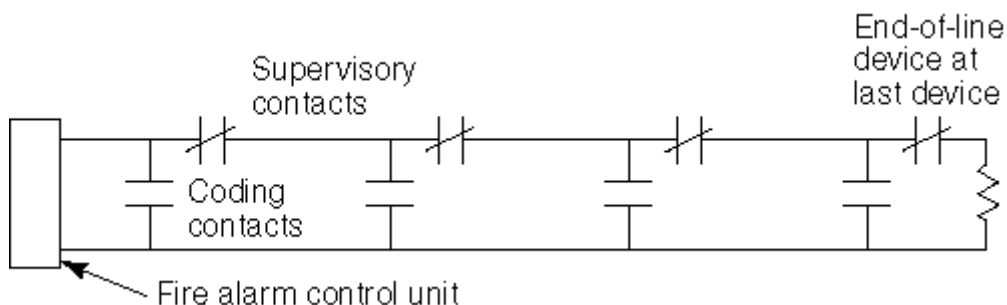 End-of-line
device at
last device
Supervisory
contacts
Coding
contacts
Fire alarm control unit